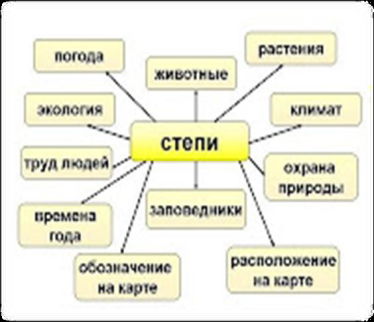 погода
животные
растения
экология
климат
степи
труд людей
охрана
природы
времена
года
заповедники
обозначение
на карте
расположение
на карте